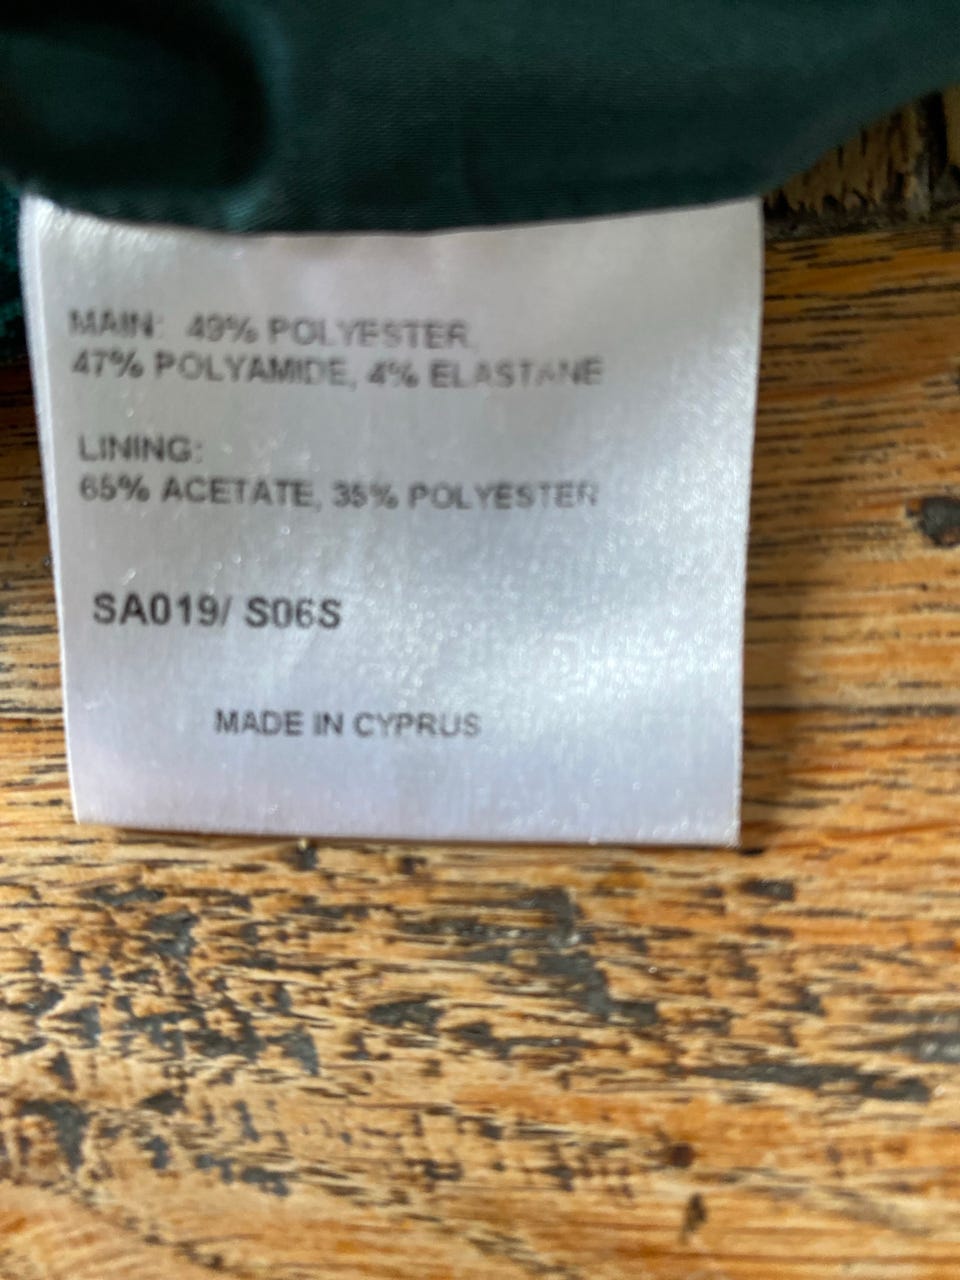 MAIN: 49% POLYESTER
47% POLYAMIDE, 4% ELASTANE
LINING:
65% ACETATE, 35% POLYESTER
SA019/ S06S
MADE IN CYPRUS